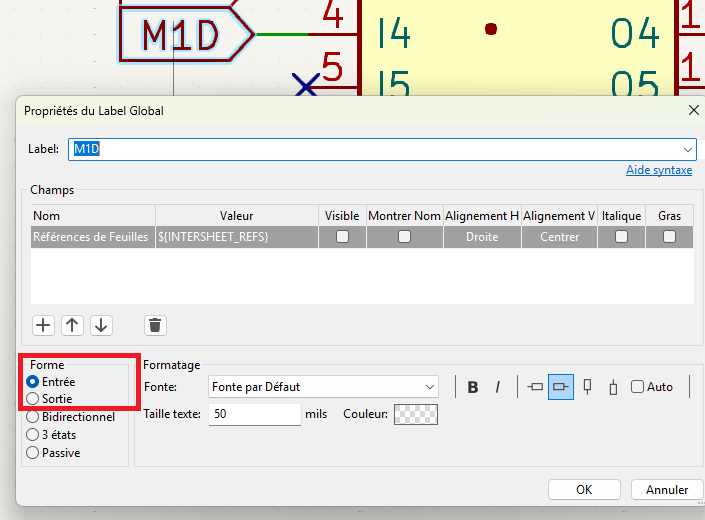 M1D
4
I4
O4
1
5
I5
O5
1
Propriétés du Label Global
Label: M1D
Aide syntaxe
Champs
Nom Valeur Visible Montrer Nom Alignement H Alignement V Italique Gras
Références de Feuilles ${INTERSHEET_REFS} Droite Centrer
Forme
Entrée
Sortie
Bidirectionnel
3 états
Passive
Formatage
Fonte: Fonte par Défaut B I Auto
Taille texte: 50 mils Couleur:
OK Annuler